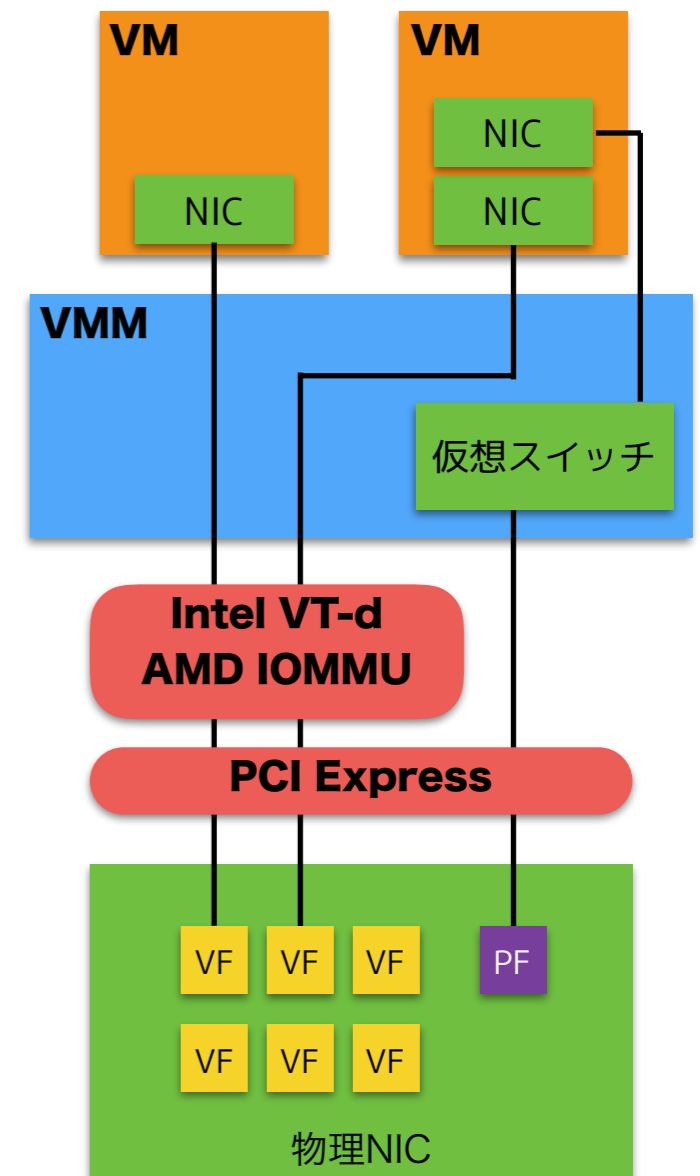 VM
VM
NIC
NIC
NIC
VMM
仮想スイッチ
Intel VT-d
AMD IOMMU
PCI Express
VF
VF
VF
PF
VF
VF
VF
物理NIC